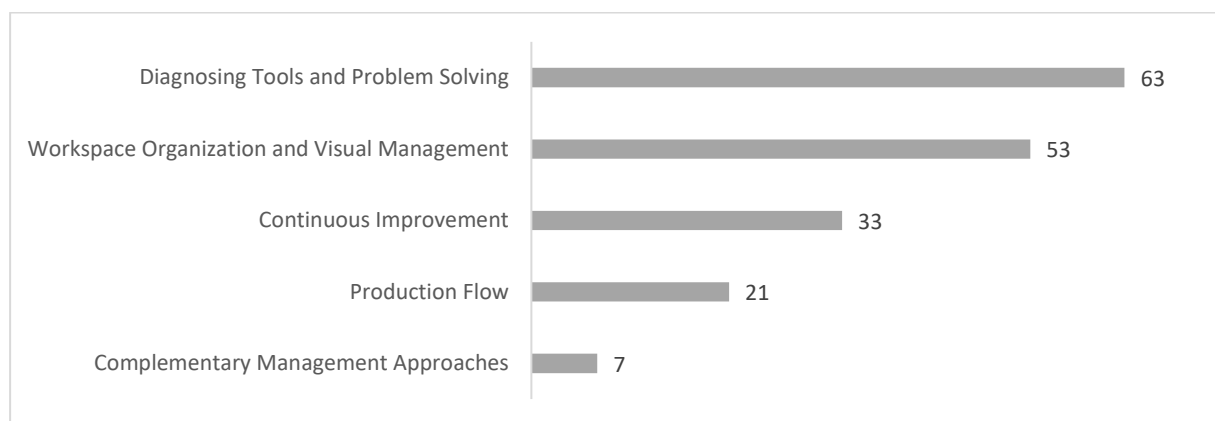 Diagnosing Tools and Problem Solving 63
Workspace Organization and Visual Management 53
Continuous Improvement 33
Production Flow 21
Complementary Management Approaches 7